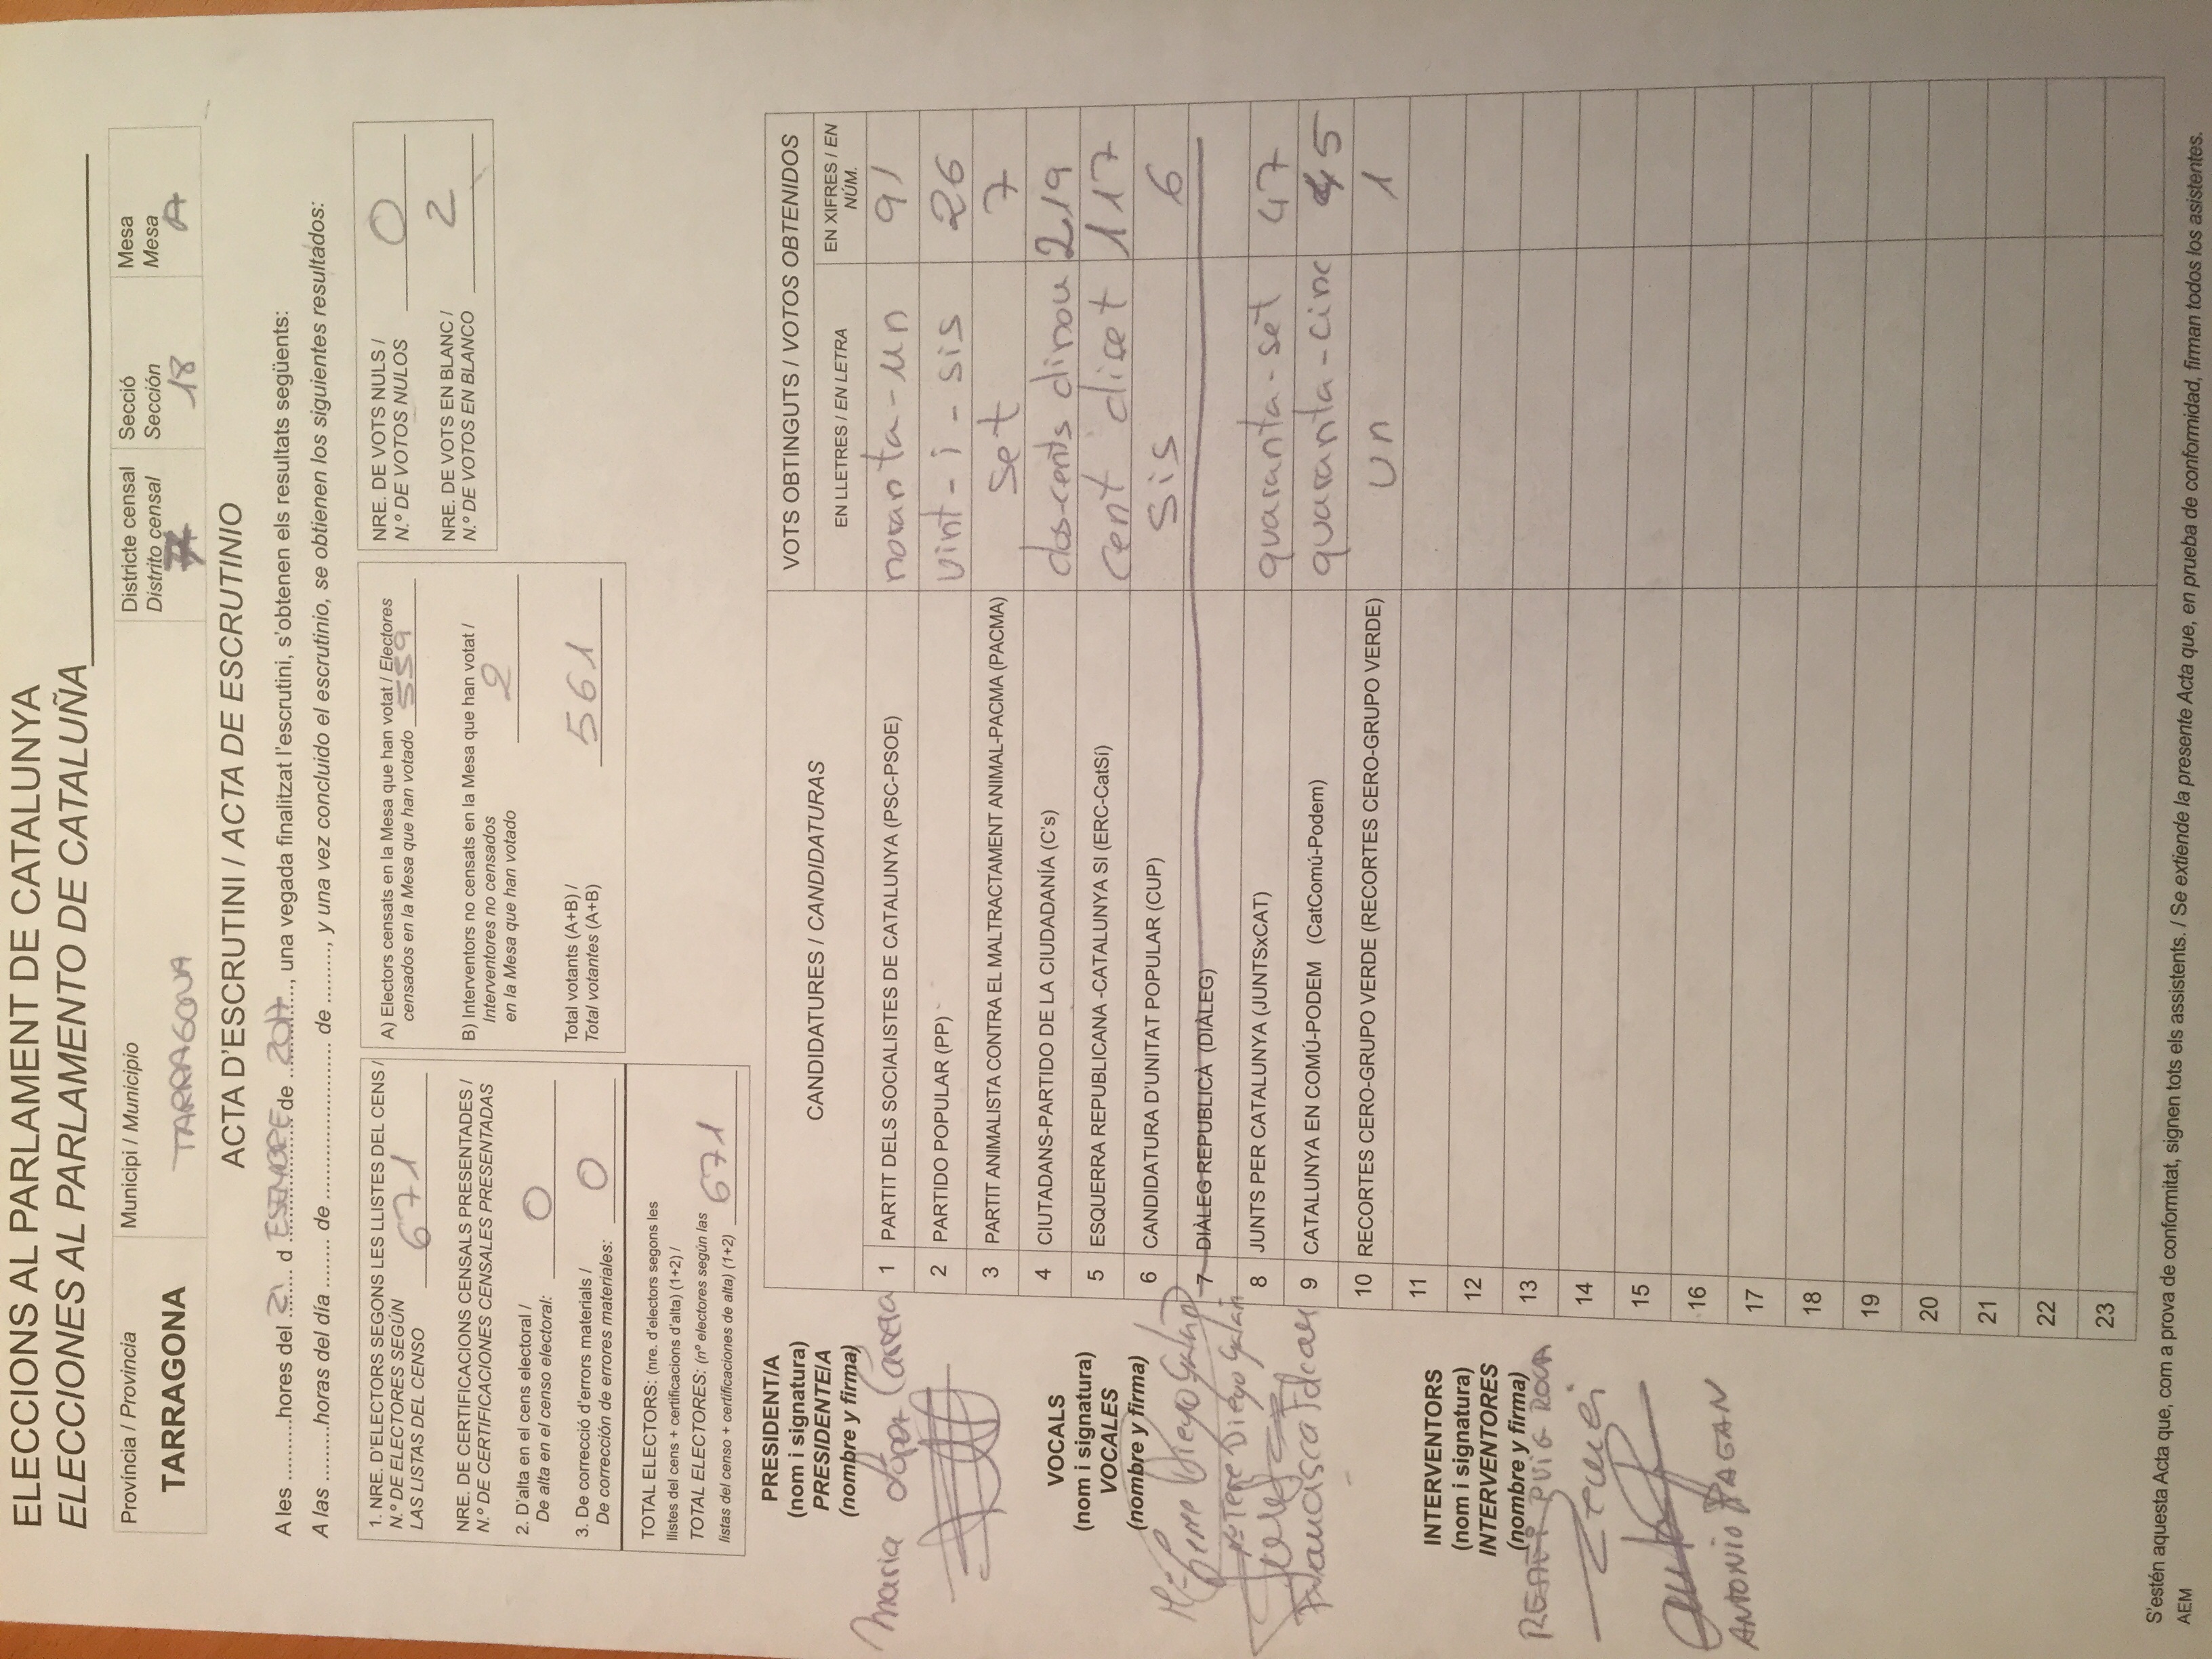 ELECCIONS AL PARLAMENT DE CATALUNYA
ELECCIONES AL PARLAMENTO DE CATALUÑA
Província / Provincia
TARRAGONA
Municipi / Municipio
TARRAGONA
Districte censal
Distrito censal
7
Secció
Sección
18
Mesa
Mesa
A
ACTA D'ESCRUTINI / ACTA DE ESCRUTINIO
A les ..........hores del 21 d ESEMBRE de 2017, una vegada finalitzat l'escrutini, s'obtenen els resultats següents:
A las .........horas del día ........ de ......................... de ........., y una vez concluido el escrutinio, se obtienen los siguientes resultados:
1. NRE. D'ELECTORS SEGONS LES LLISTES DEL CENS /
N.º DE ELECTORES SEGÚN
LAS LISTAS DEL CENSO 671
NRE. DE CERTIFICACIONS CENSALS PRESENTADES /
N.º DE CERTIFICACIONES CENSALES PRESENTADAS
2. D'alta en el cens electoral /
De alta en el censo electoral: 0
3. De correcció d'errors materials /
De corrección de errores materiales: 0
TOTAL ELECTORS: (nre. d'electors segons les
llistes del cens + certificacions d'alta) (1+2) /
TOTAL ELECTORES: (nº electores según las
listas del censo + certificaciones de alta) (1+2) 671
A) Electors censats en la Mesa que han votat / Electores
censados en la Mesa que han votado 559
B) Interventors no censats en la Mesa que han votat /
Interventores no censados
en la Mesa que han votado 2
Total votants (A+B) /
Total votantes (A+B) 561
NRE. DE VOTS NULS /
N.º DE VOTOS NULOS 0
NRE. DE VOTS EN BLANC /
N.º DE VOTOS EN BLANCO 2
PRESIDENT/A
(nom i signatura)
PRESIDENTE/A
(nombre y firma)
Maria López Carrera
VOCALS
(nom i signatura)
VOCALES
(nombre y firma)
Mª Tere Diego Galan
Mª Tere Diego Galan
Francisca
INTERVENTORS
(nom i signatura)
INTERVENTORES
(nombre y firma)
REMEI PUIG ROCA
Remei
ANTONIO PAGAN
CANDIDATURES / CANDIDATURAS
VOTS OBTINGUTS / VOTOS OBTENIDOS
EN LLETRES / EN LETRA
EN XIFRES / EN
NÚM.
1 PARTIT DELS SOCIALISTES DE CATALUNYA (PSC-PSOE) noranta-un 91
2 PARTIDO POPULAR (PP) vint-i-sis 26
3 PARTIT ANIMALISTA CONTRA EL MALTRACTAMENT ANIMAL-PACMA (PACMA) set 7
4 CIUTADANS-PARTIDO DE LA CIUDADANÍA (C's) dos-cents dinou 219
5 ESQUERRA REPUBLICANA -CATALUNYA SI (ERC-CatSí) cent diset 117
6 CANDIDATURA D'UNITAT POPULAR (CUP) sis 6
7 DIÀLEG REPUBLICÀ (DIÀLEG)
8 JUNTS PER CATALUNYA (JUNTSxCAT) quaranta-set 47
9 CATALUNYA EN COMÚ-PODEM (CatComú-Podem) quaranta-cinc 45
10 RECORTES CERO-GRUPO VERDE (RECORTES CERO-GRUPO VERDE) un 1
11
12
13
14
15
16
17
18
19
20
21
22
23
S'estén aquesta Acta que, com a prova de conformitat, signen tots els assistents. / Se extiende la presente Acta que, en prueba de conformidad, firman todos los asistentes.
AEM